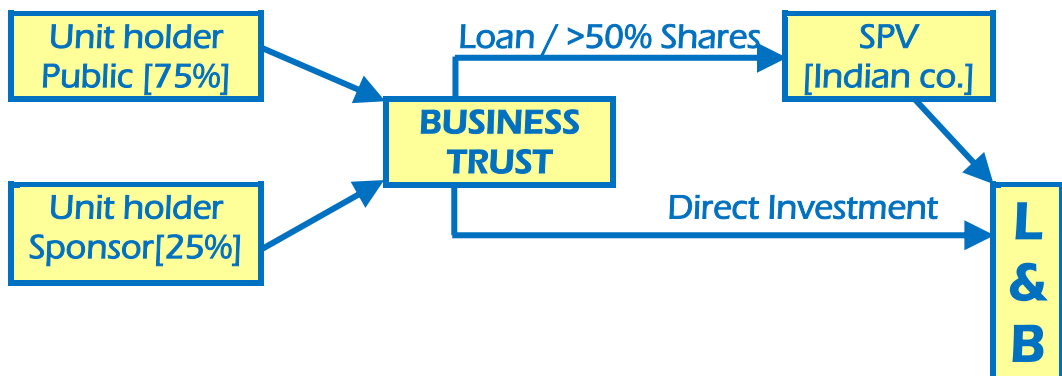 Unit holder
Public [75%]
Loan / >50% Shares
SPV
[Indian co.]
BUSINESS
TRUST
Unit holder
Sponsor[25%]
Direct Investment
L
&
B